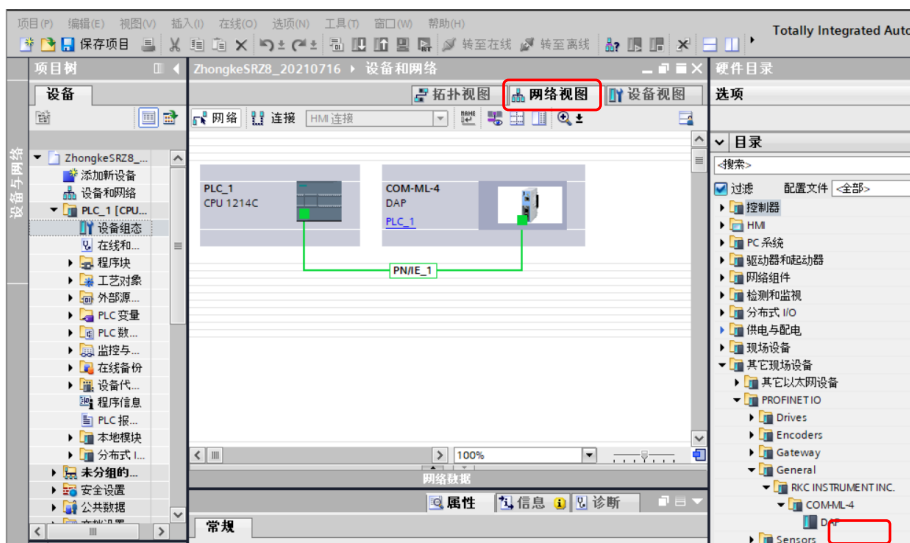 项目(P) 编辑(E) 视图(V) 插入(I) 在线(O) 选项(N) 工具(T) 窗口(W) 帮助(H)
Totally Integrated Auto
保存项目 转至在线 转至离线
项目树
ZhongkeSRZ8_20210716 设备和网络
硬件目录
设备
拓扑视图 网络视图 设备视图
选项
网络 连接 HMI 连接
目录
<搜索>
过滤 配置文件 <全部>
设备与网络
ZhongkeSRZ8_...
添加新设备
设备和网络
PLC_1 [CPU...
设备组态
在线和...
程序块
工艺对象
外部源...
PLC 变量
PLC 数...
监控与...
在线备份
设备代...
程序信息
PLC 报...
本地模块
分布式 I...
未分组的...
安全设置
公共数据
PLC_1
CPU 1214C
COM-ML-4
DAP
PLC_1
PN/IE_1
100%
网络数据
属性 信息 诊断
常规
控制器
HMI
PC 系统
驱动器和起动器
网络组件
检测和监视
分布式 I/O
供电与配电
现场设备
其它现场设备
其它以太网设备
PROFINET IO
Drives
Encoders
Gateway
General
RKC INSTRUMENT INC.
COM-ML-4
DAP
Sensors